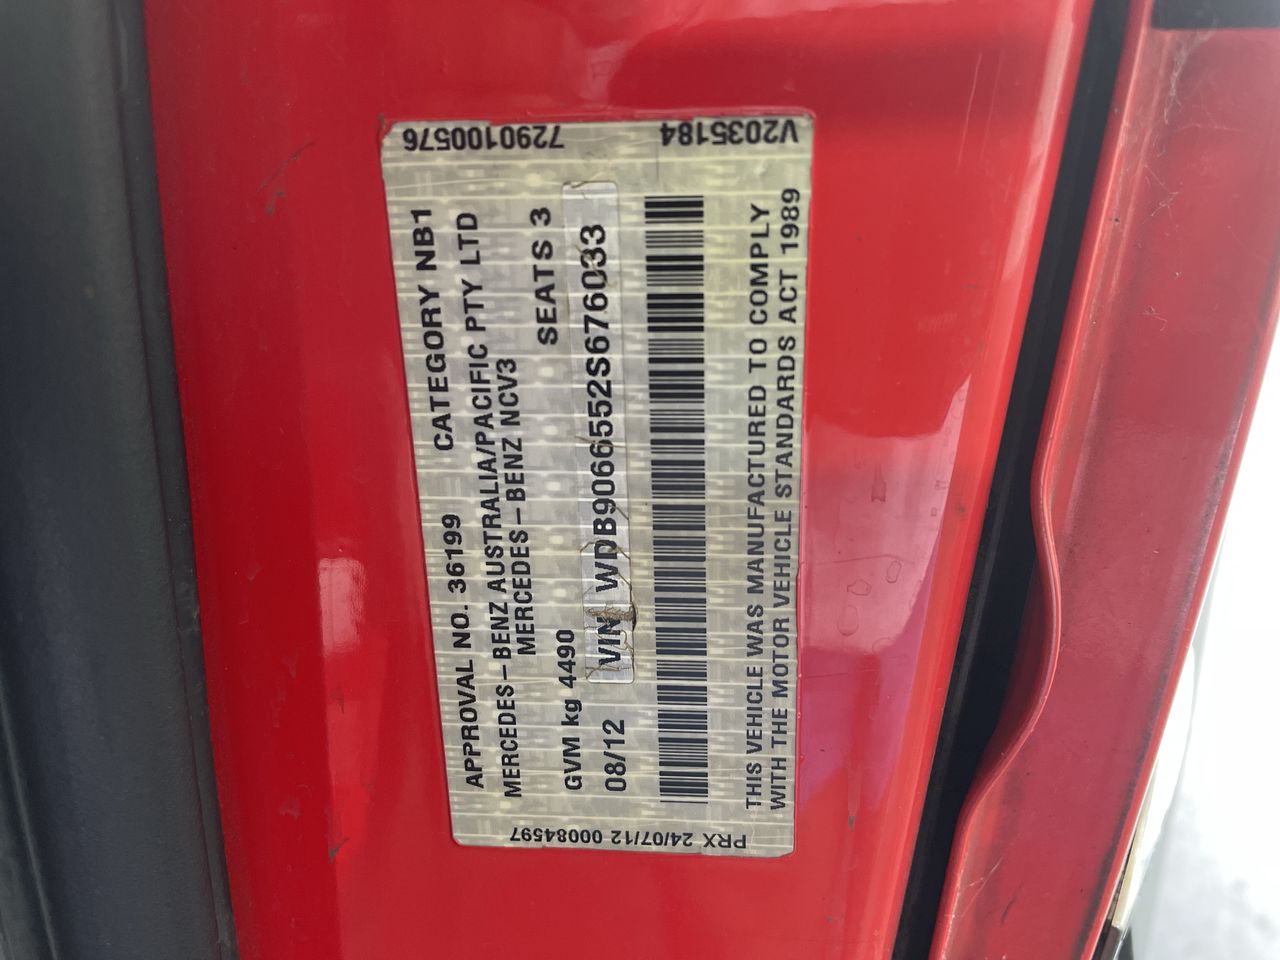 7290100576
V2035184
APPROVAL NO. 36199 CATEGORY NB1
MERCEDES-BENZ AUSTRALIA/PACIFIC PTY LTD
MERCEDES-BENZ NCV3
GVM kg 4490 SEATS 3
08/12 VIN WDB9066552S676033
THIS VEHICLE WAS MANUFACTURED TO COMPLY
WITH THE MOTOR VEHICLE STANDARDS ACT 1989
PRX 24/07/12 00084597